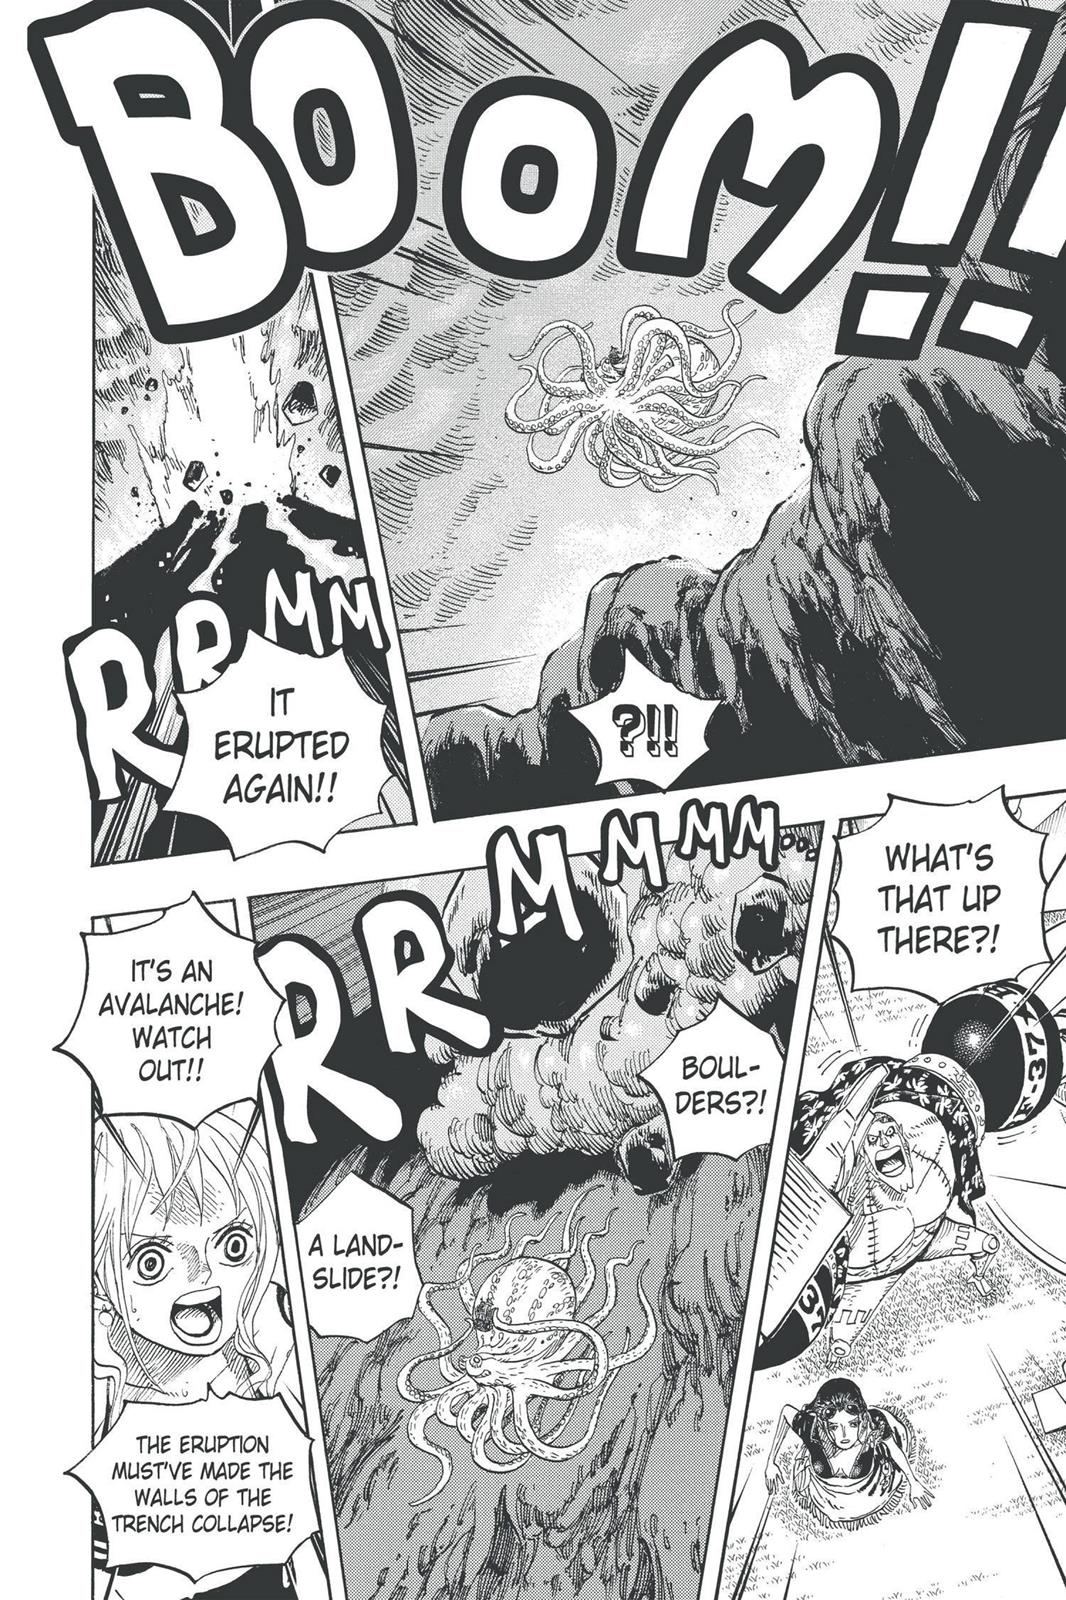 BOOM!!
RRMMM
?!!
IT
ERUPTED
AGAIN!!
WHAT'S
THAT UP
THERE?!
RRMMMMM...
BOUL-
DERS?!
A LAND-
SLIDE?!
IT'S AN
AVALANCHE!
WATCH
OUT!!
THE ERUPTION
MUST'VE MADE THE
WALLS OF THE
TRENCH COLLAPSE!